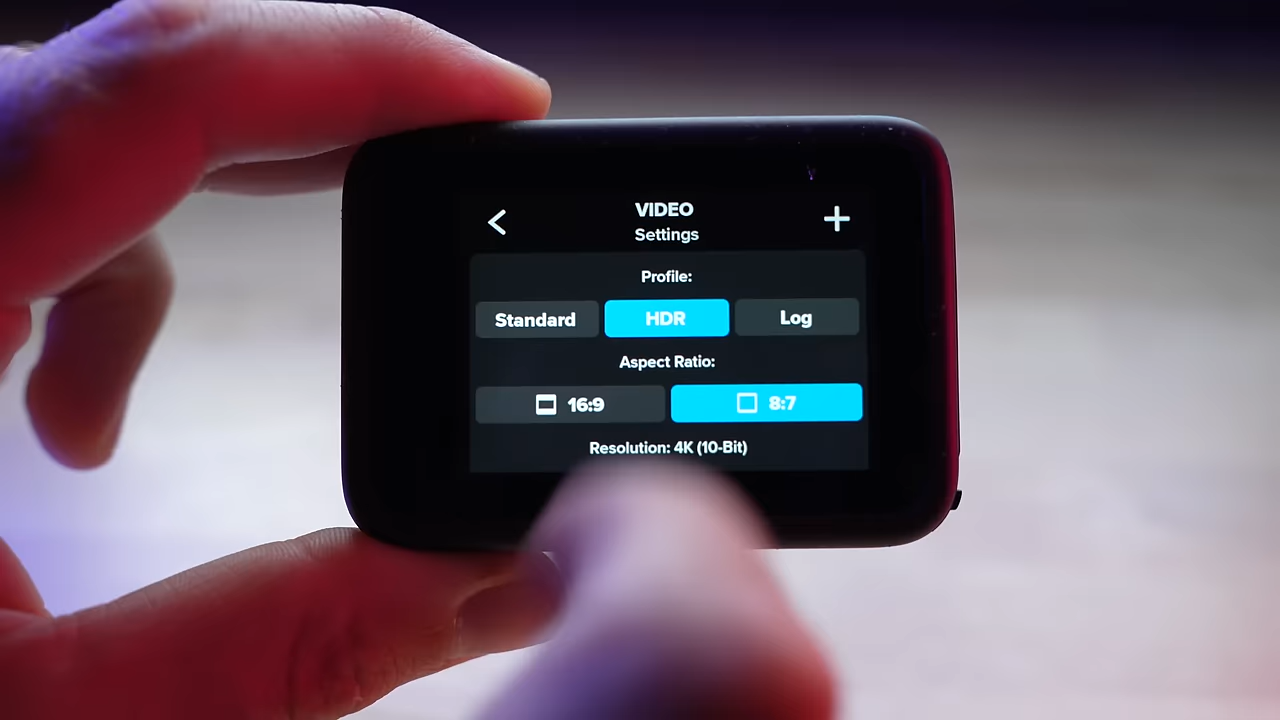 VIDEO
Settings
Profile:
Standard HDR Log
Aspect Ratio:
16:9 8:7
Resolution: 4K (10-Bit)